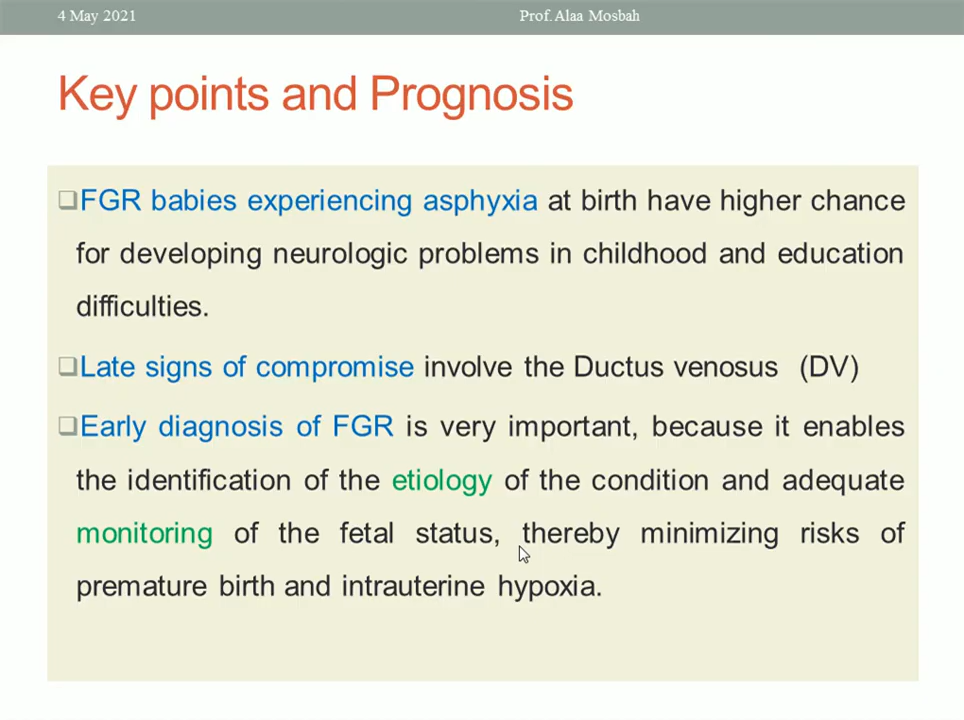 4 May 2021
Prof. Alaa Mosbah
Key points and Prognosis
FGR babies experiencing asphyxia at birth have higher chance
for developing neurologic problems in childhood and education
difficulties.
Late signs of compromise involve the Ductus venosus (DV)
Early diagnosis of FGR is very important, because it enables
the identification of the etiology of the condition and adequate
monitoring of the fetal status, thereby minimizing risks of
premature birth and intrauterine hypoxia.